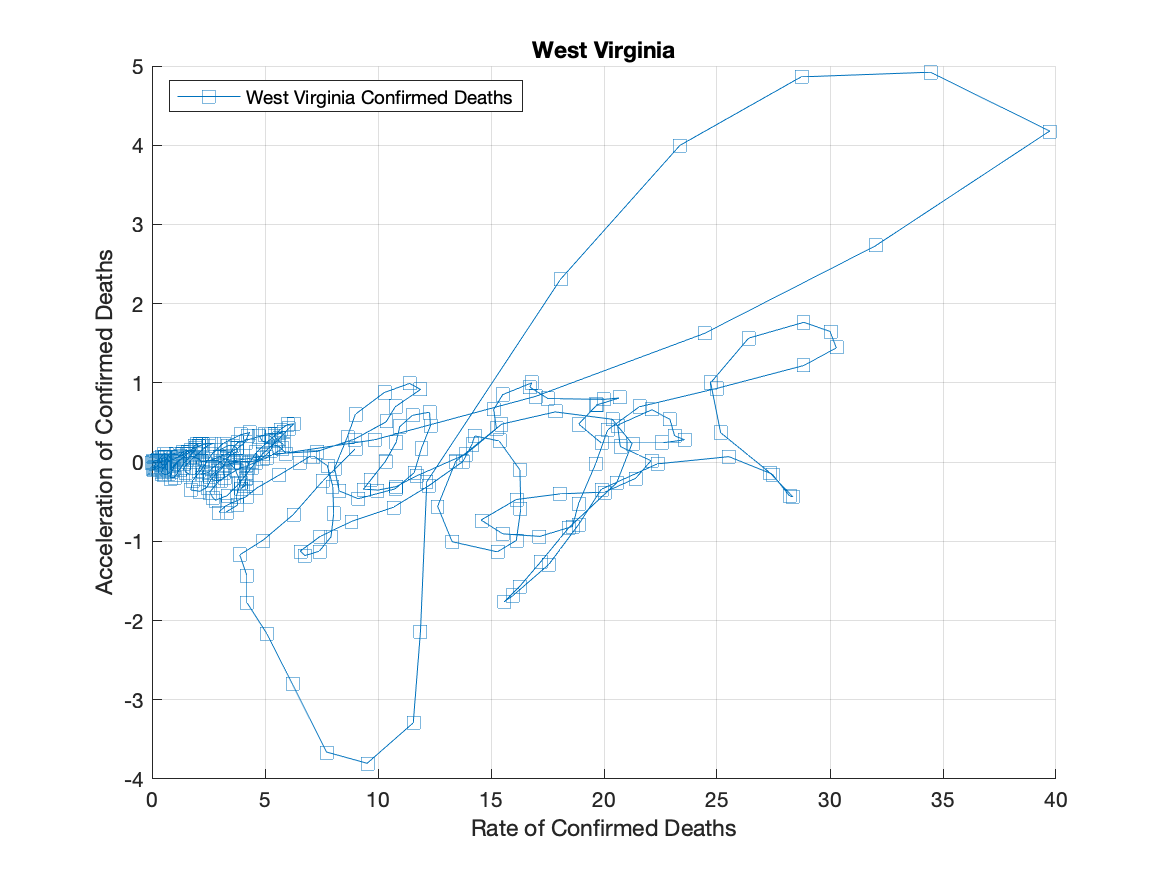 West Virginia
West Virginia Confirmed Deaths
Acceleration of Confirmed Deaths
5
4
3
2
1
0
-1
-2
-3
-4
0 5 10 15 20 25 30 35 40
Rate of Confirmed Deaths